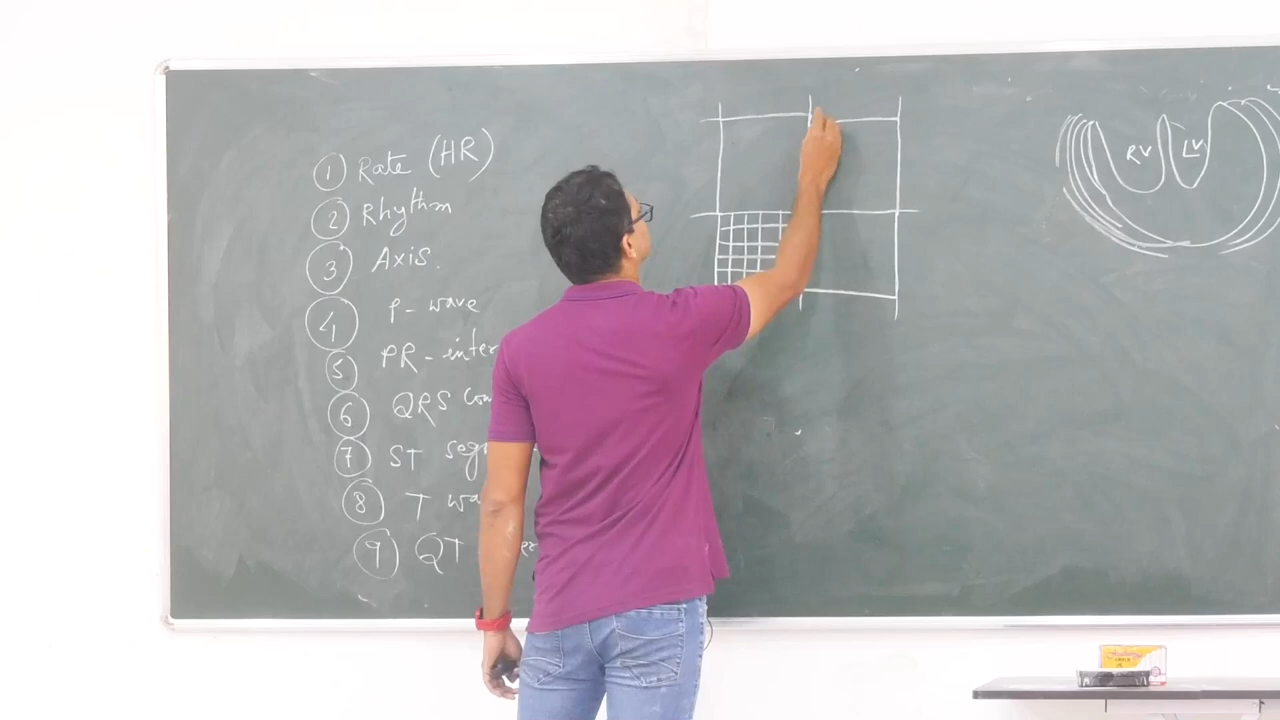 1 Rate (HR)
2 Rhythm
3 Axis.
4 P-wave
5 PR-inter
6 QRS com
7 ST seg
8 T wa
9 QT
RV LV